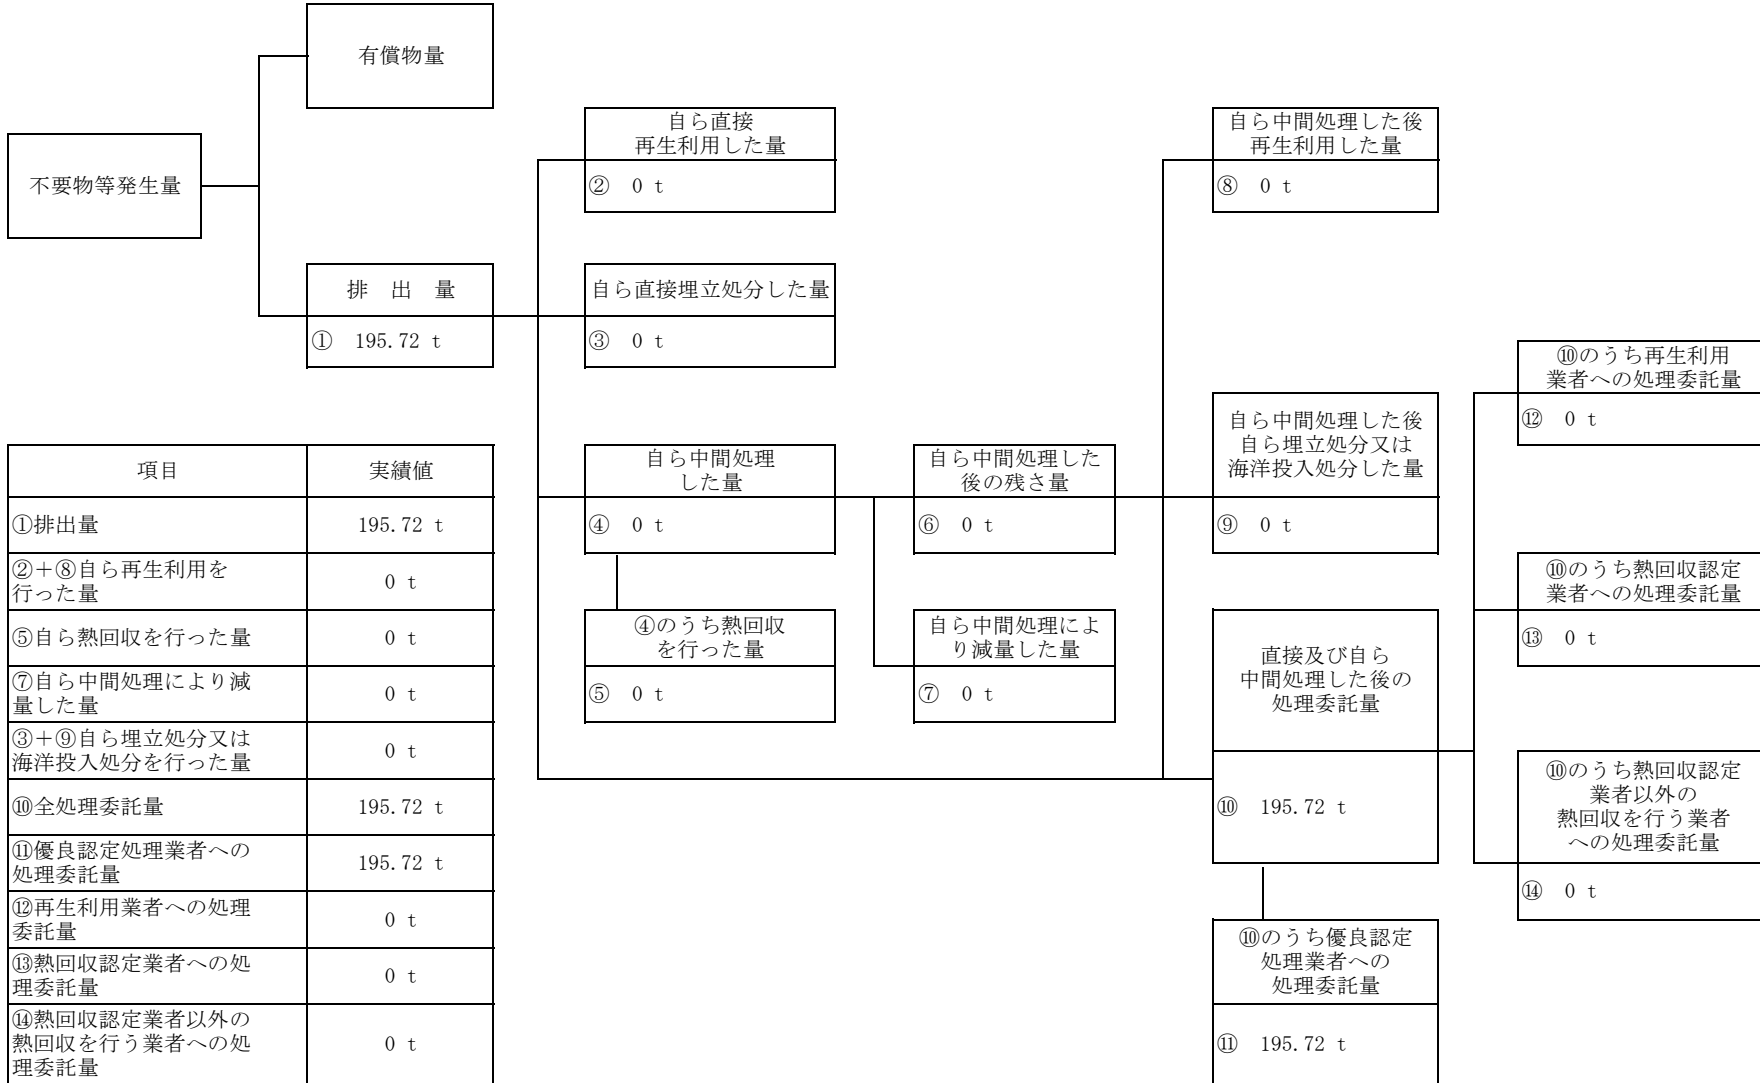 有償物量
不要物等発生量
排　出　量
① 195.72 t
自ら直接
再生利用した量
② 0 t
自ら直接埋立処分した量
③ 0 t
自ら中間処理
した量
④ 0 t
④のうち熱回収
を行った量
⑤ 0 t
自ら中間処理した
後の残さ量
⑥ 0 t
自ら中間処理によ
り減量した量
⑦ 0 t
自ら中間処理した後
再生利用した量
⑧ 0 t
自ら中間処理した後
自ら埋立処分又は
海洋投入処分した量
⑨ 0 t
直接及び自ら
中間処理した後の
処理委託量
⑩ 195.72 t
⑩のうち優良認定
処理業者への
処理委託量
⑪ 195.72 t
⑩のうち再生利用
業者への処理委託量
⑫ 0 t
⑩のうち熱回収認定
業者への処理委託量
⑬ 0 t
⑩のうち熱回収認定
業者以外の
熱回収を行う業者
への処理委託量
⑭ 0 t
項目 実績値
①排出量 195.72 t
②＋⑧自ら再生利用を
行った量 0 t
⑤自ら熱回収を行った量 0 t
⑦自ら中間処理により減
量した量 0 t
③＋⑨自ら埋立処分又は
海洋投入処分を行った量 0 t
⑩全処理委託量 195.72 t
⑪優良認定処理業者への
処理委託量 195.72 t
⑫再生利用業者への処理
委託量 0 t
⑬熱回収認定業者への処
理委託量 0 t
⑭熱回収認定業者以外の
熱回収を行う業者への処
理委託量 0 t